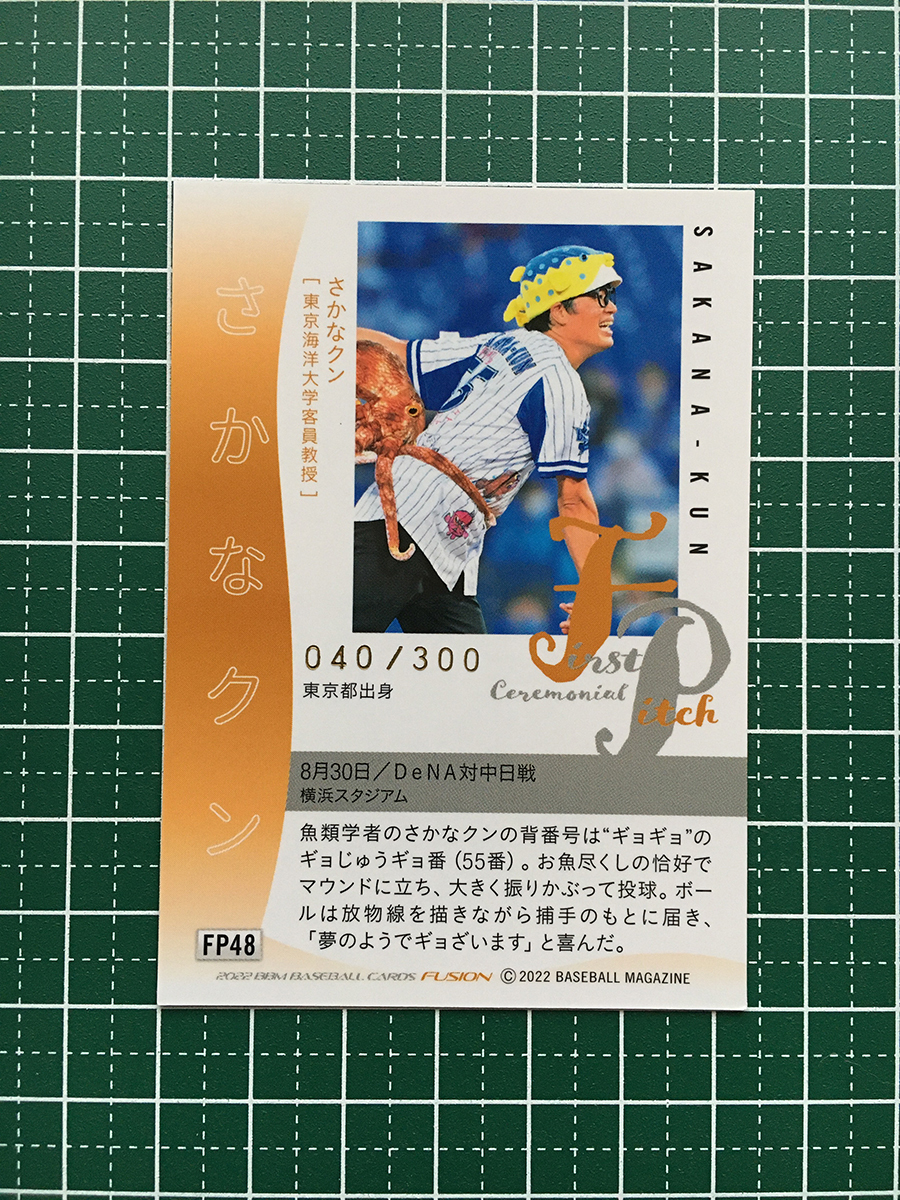 さかなクン
さかなクン
[東京海洋大学客員教授]
SAKANA-KUN
55
First
Ceremonial Pitch
040/300
東京都出身
8月30日／DeNA対中日戦
横浜スタジアム
魚類学者のさかなクンの背番号は“ギョギョ”の
ギョじゅうギョ番（55番）。お魚尽くしの恰好で
マウンドに立ち、大きく振りかぶって投球。ボー
ルは放物線を描きながら捕手のもとに届き、
「夢のようでギョざいます」と喜んだ。
FP48
2022 BBM BASEBALL CARDS FUSION ©2022 BASEBALL MAGAZINE